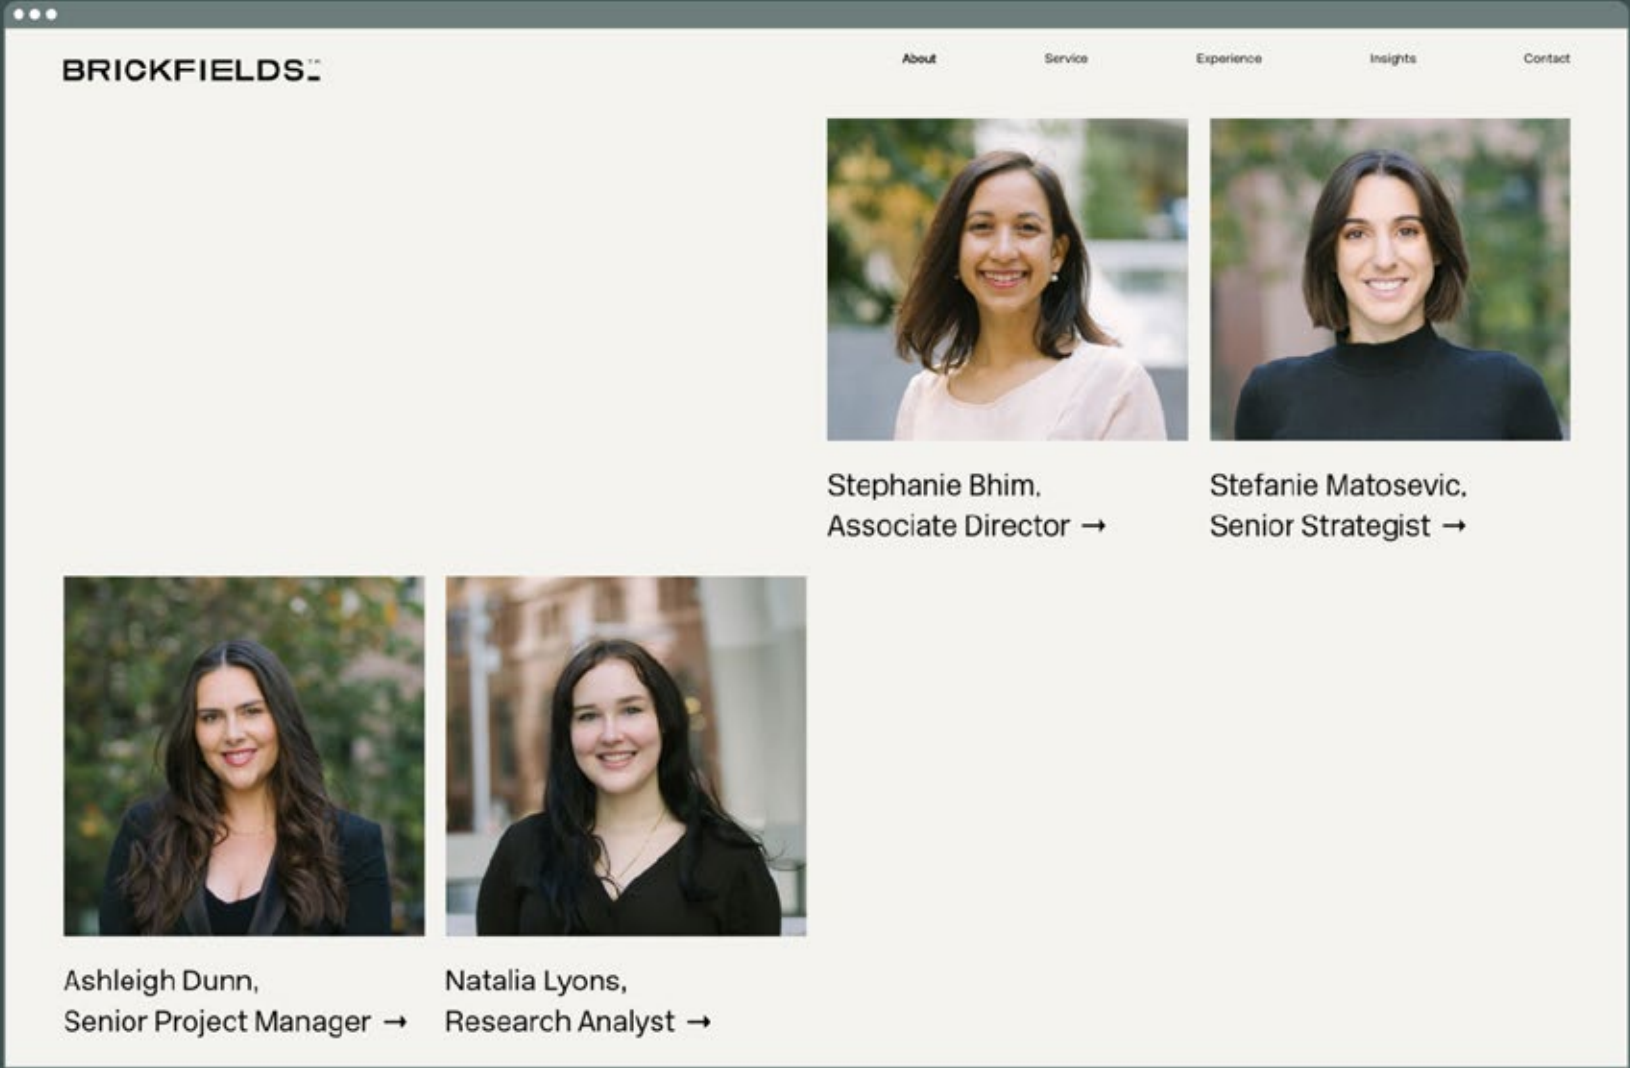 BRICKFIELDS™
About
Service
Experience
Insights
Contact
Stephanie Bhim,
Associate Director →
Stefanie Matosevic,
Senior Strategist →
Ashleigh Dunn,
Senior Project Manager →
Natalia Lyons,
Research Analyst →